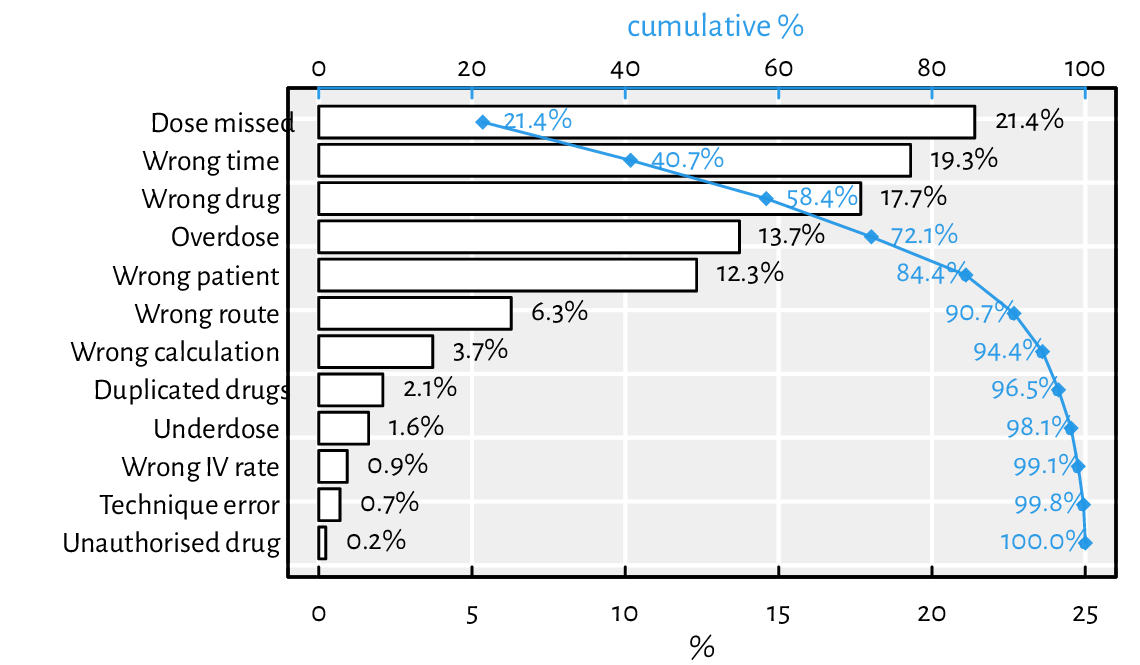 cumulative %
0 20 40 60 80 100
Dose missed 21.4% 21.4%
Wrong time 40.7% 19.3%
Wrong drug 58.4% 17.7%
Overdose 13.7% 72.1%
Wrong patient 12.3% 84.4%
Wrong route 6.3% 90.7%
Wrong calculation 3.7% 94.4%
Duplicated drugs 2.1% 96.5%
Underdose 1.6% 98.1%
Wrong IV rate 0.9% 99.1%
Technique error 0.7% 99.8%
Unauthorised drug 0.2% 100.0%
0 5 10 15 20 25
%